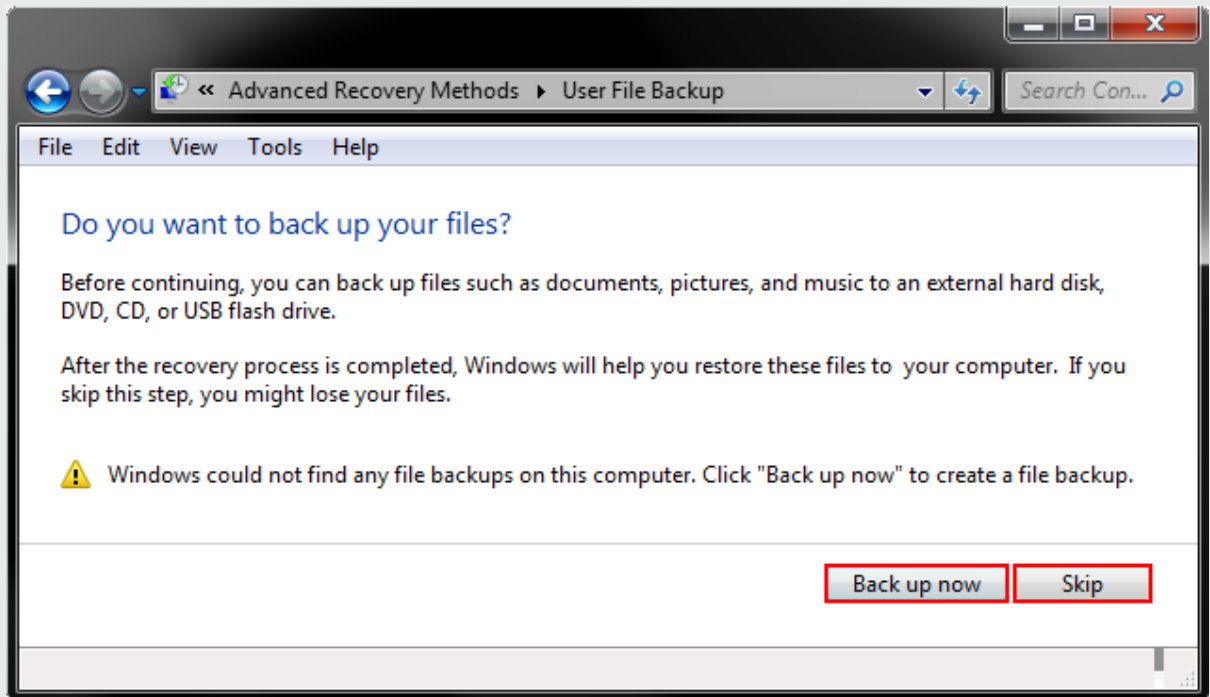 « Advanced Recovery Methods ▸ User File Backup
Search Con...
File Edit View Tools Help
Do you want to back up your files?
Before continuing, you can back up files such as documents, pictures, and music to an external hard disk,
DVD, CD, or USB flash drive.
After the recovery process is completed, Windows will help you restore these files to  your computer.  If you
skip this step, you might lose your files.
Windows could not find any file backups on this computer. Click "Back up now" to create a file backup.
Back up now Skip